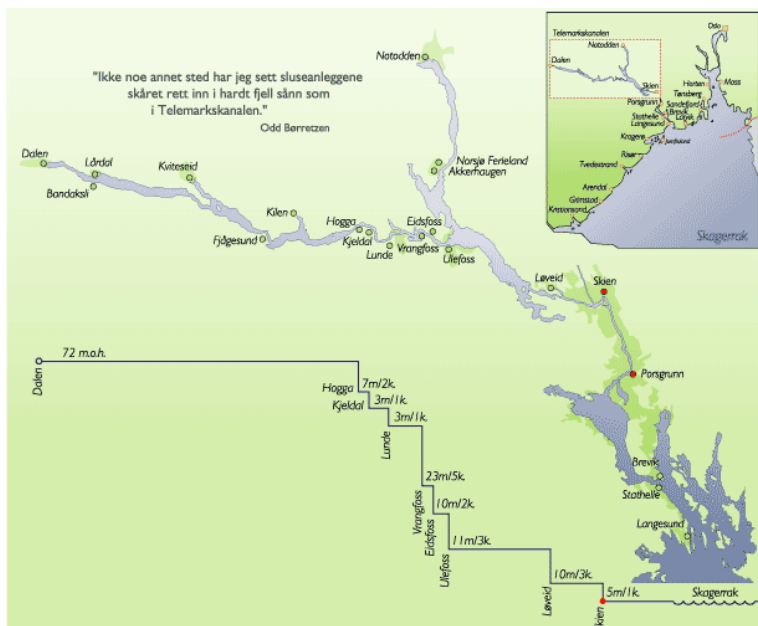 "Ikke noe annet sted har jeg sett sluseanleggene
skåret rett inn i hardt fjell sånn som
i Telemarkskanalen."
Odd Børretzen
Notodden
Dalen
Lårdal
Bandaksli
Kviteseid
Kilen
Fjågesund
Hogga
Kjeldal
Lunde
Eidsfoss
Vrangfoss
Ulefoss
Norsjø Ferieland
Akkerhaugen
Løveid
Skien
Porsgrunn
Brevik
Stathelle
Langesund
Telemarkskanalen
Notodden
Dalen
Skien
Oslo
Horten
Moss
Tønsberg
Sandefjord
Larvik
Porsgrunn
Brevik
Stathelle
Langesund
Kragerø
Risør
Tvedestrand
Arendal
Grimstad
Kristiansand
Skagerrak
72 m.o.h.
Dalen
Hogga
7m/2k.
Kjeldal
3m/1k.
Lunde
3m/1k.
Vrangfoss
23m/5k.
Eidsfoss
10m/2k.
Ulefoss
11m/3k.
Løveid
10m/3k.
Skien
5m/1k.
Skagerrak